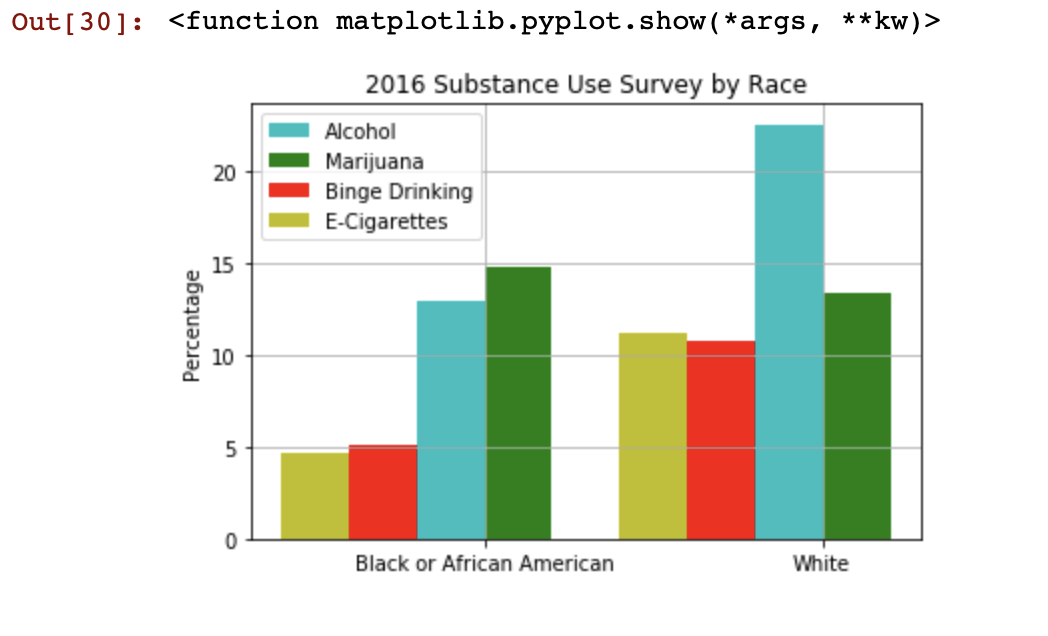 Out[30]: <function matplotlib.pyplot.show(*args, **kw)>
2016 Substance Use Survey by Race
Alcohol
Marijuana
Binge Drinking
E-Cigarettes
Percentage
20
15
10
5
0
Black or African American White